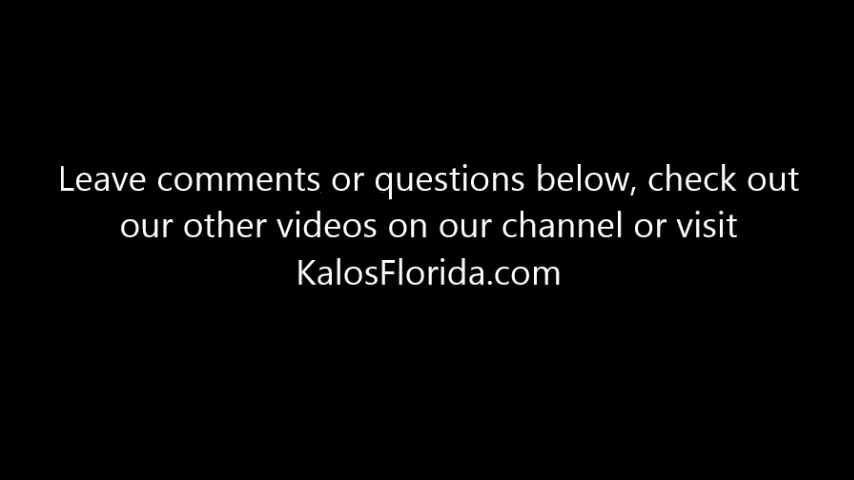 Leave comments or questions below, check out
our other videos on our channel or visit
KalosFlorida.com